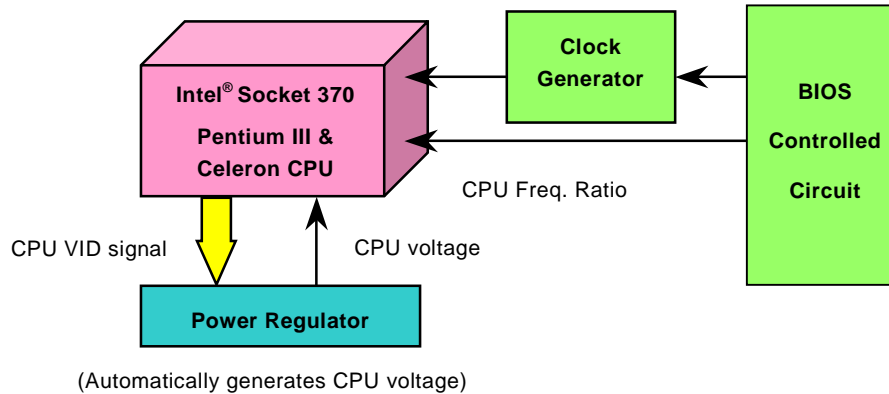 Intel® Socket 370
Pentium III &
Celeron CPU
Clock
Generator
BIOS
Controlled
Circuit
CPU Freq. Ratio
CPU VID signal
CPU voltage
Power Regulator
(Automatically generates CPU voltage)